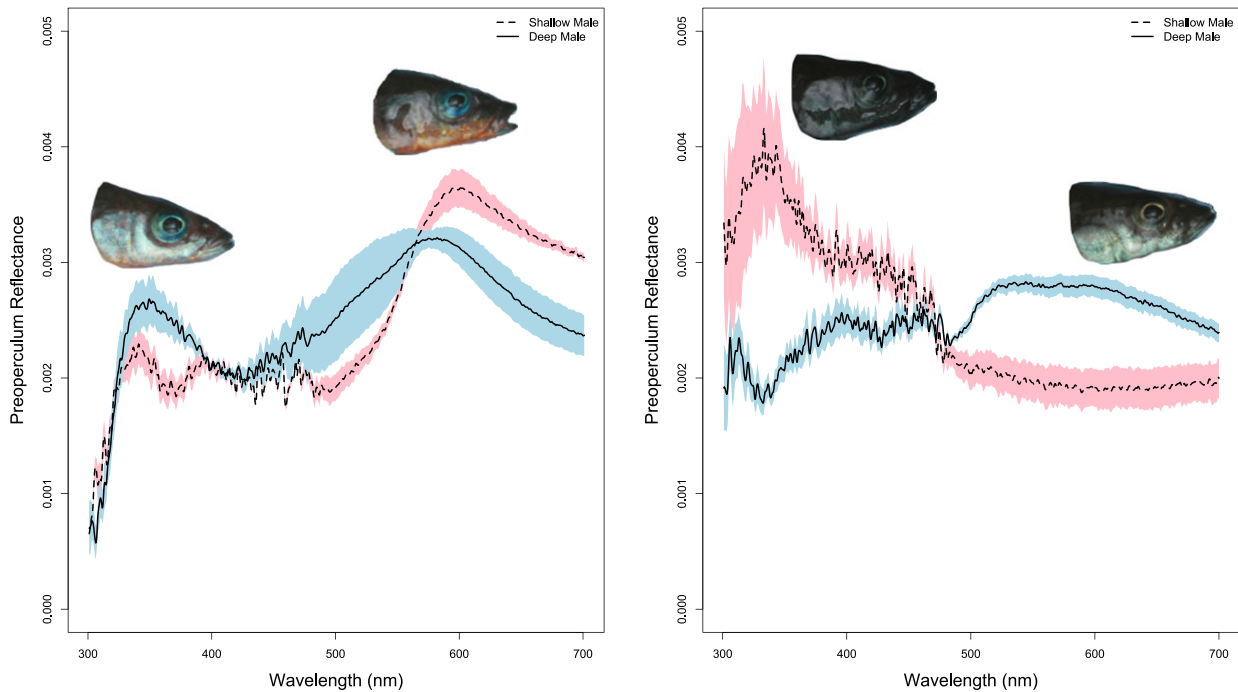 Shallow Male
Deep Male
Preoperculum Reflectance
0.005
0.004
0.003
0.002
0.001
0.000
300 400 500 600 700
Wavelength (nm)
Shallow Male
Deep Male
Preoperculum Reflectance
0.005
0.004
0.003
0.002
0.001
0.000
300 400 500 600 700
Wavelength (nm)